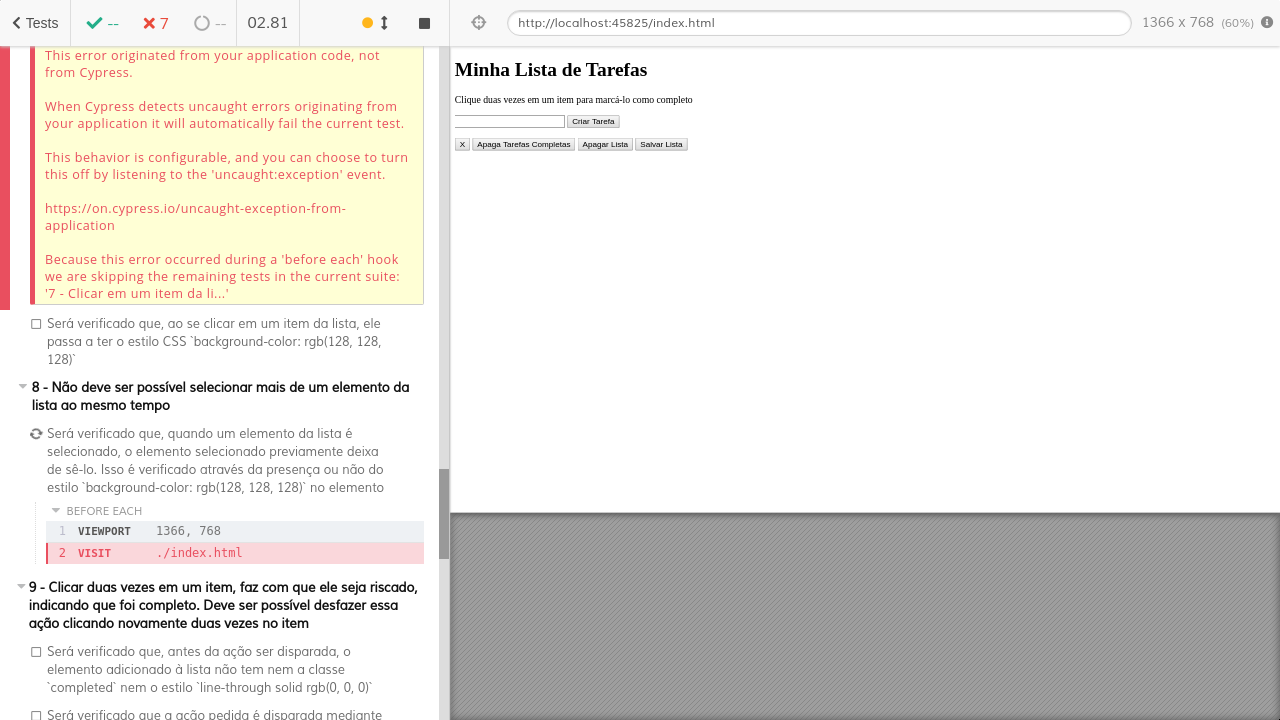 Tests -- 7 -- 02.81 http://localhost:45825/index.html 1366 x 768 (60%)
This error originated from your application code, not
from Cypress.
When Cypress detects uncaught errors originating from
your application it will automatically fail the current test.
This behavior is configurable, and you can choose to turn
this off by listening to the 'uncaught:exception' event.
https://on.cypress.io/uncaught-exception-from-
application
Because this error occurred during a 'before each' hook
we are skipping the remaining tests in the current suite:
'7 - Clicar em um item da li...'
Será verificado que, ao se clicar em um item da lista, ele
passa a ter o estilo CSS `background-color: rgb(128, 128,
128)`
8 - Não deve ser possível selecionar mais de um elemento da
lista ao mesmo tempo
Será verificado que, quando um elemento da lista é
selecionado, o elemento selecionado previamente deixa
de sê-lo. Isso é verificado através da presença ou não do
estilo `background-color: rgb(128, 128, 128)` no elemento
BEFORE EACH
1 VIEWPORT 1366, 768
2 VISIT ./index.html
9 - Clicar duas vezes em um item, faz com que ele seja riscado,
indicando que foi completo. Deve ser possível desfazer essa
ação clicando novamente duas vezes no item
Será verificado que, antes da ação ser disparada, o
elemento adicionado à lista não tem nem a classe
`completed` nem o estilo `line-through solid rgb(0, 0, 0)`
Será verificado que a ação pedida é disparada mediante
Minha Lista de Tarefas
Clique duas vezes em um item para marcá-lo como completo
Criar Tarefa
X Apaga Tarefas Completas Apagar Lista Salvar Lista